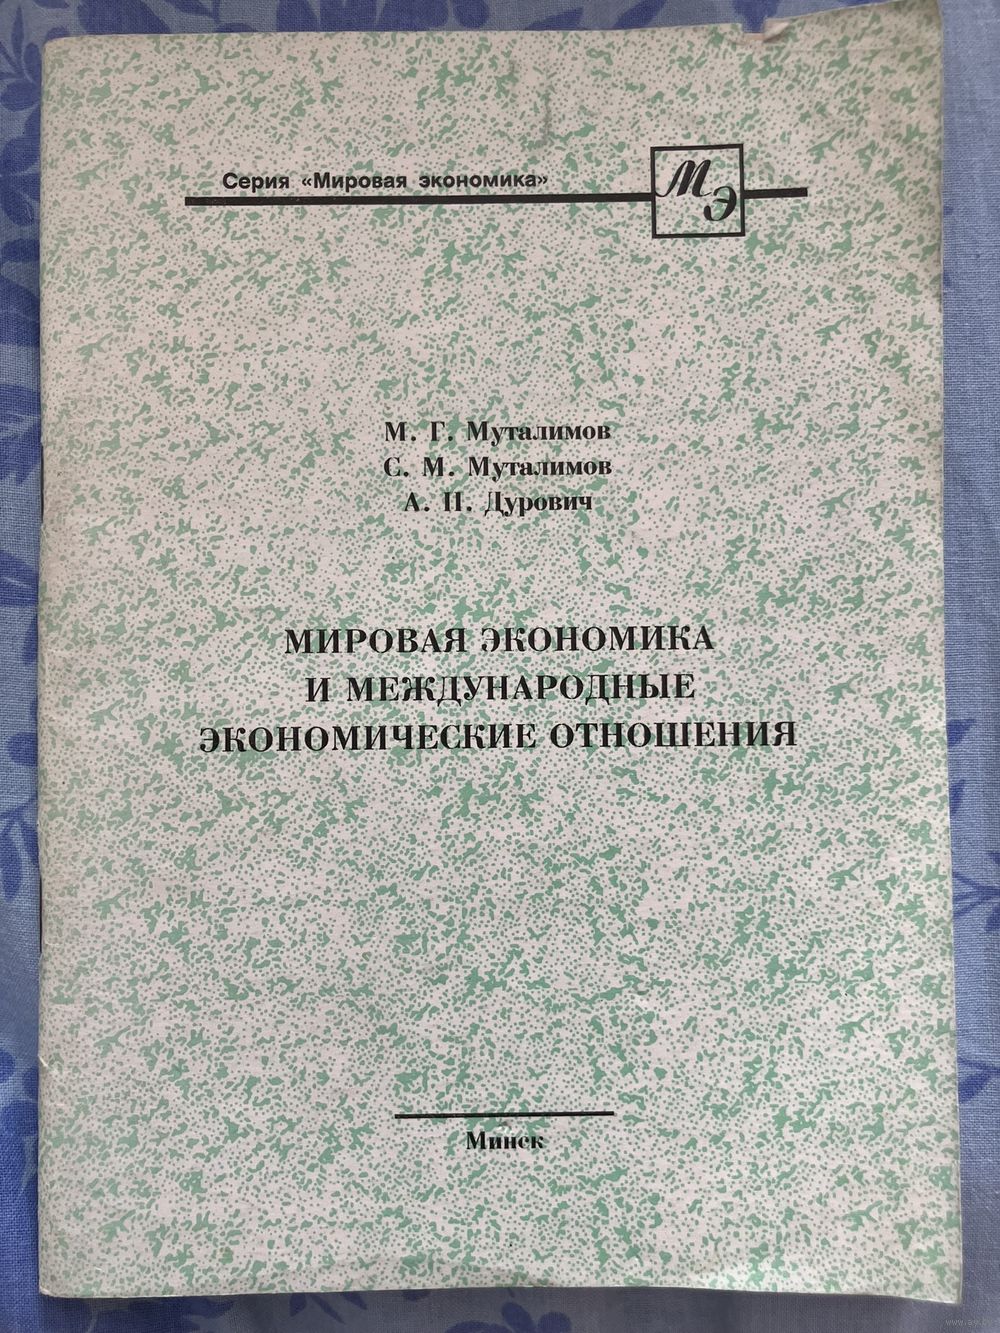 Серия «Мировая экономика»
МЭ
М. Г. Муталимов
С. М. Муталимов
А. П. Дурович
МИРОВАЯ ЭКОНОМИКА
И МЕЖДУНАРОДНЫЕ
ЭКОНОМИЧЕСКИЕ ОТНОШЕНИЯ
Минск